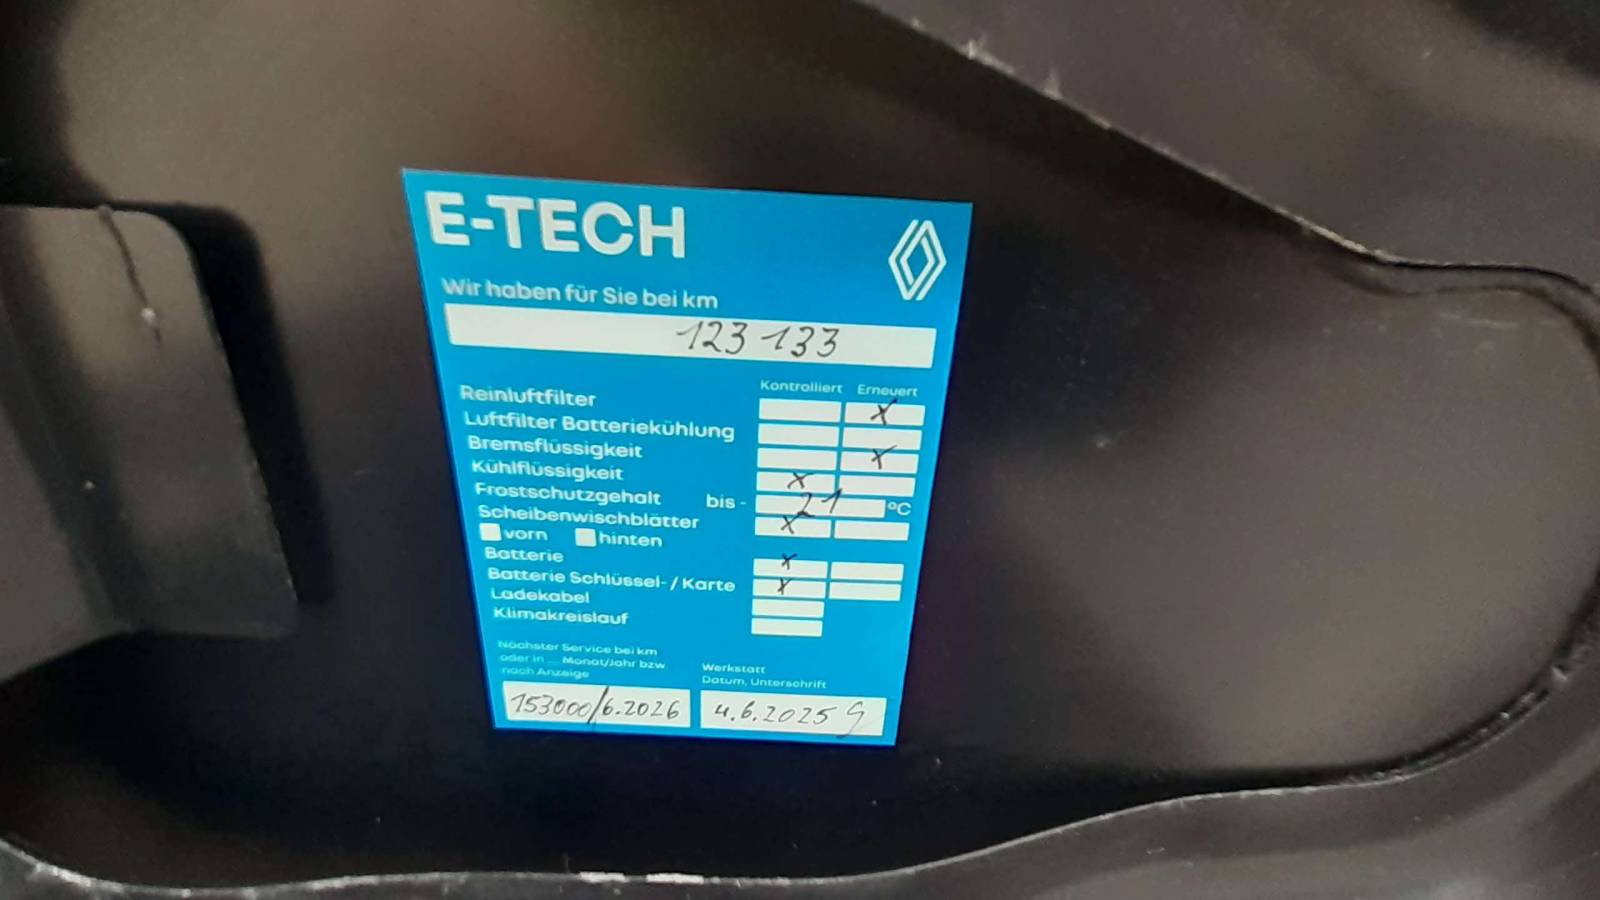 E-TECH
Wir haben für Sie bei km
123 133
Kontrolliert Erneuert
Reinluftfilter x
Luftfilter Batteriekühlung
Bremsflüssigkeit x
Kühlflüssigkeit x
Frostschutzgehalt bis - 21 °C
Scheibenwischblätter x
vorn hinten
Batterie x
Batterie Schlüssel- / Karte x
Ladekabel
Klimakreislauf
Nächster Service bei km
oder in ... Monat/Jahr bzw.
nach Anzeige
Werkstatt
Datum, Unterschrift
153000/6.2026
4.6.2025